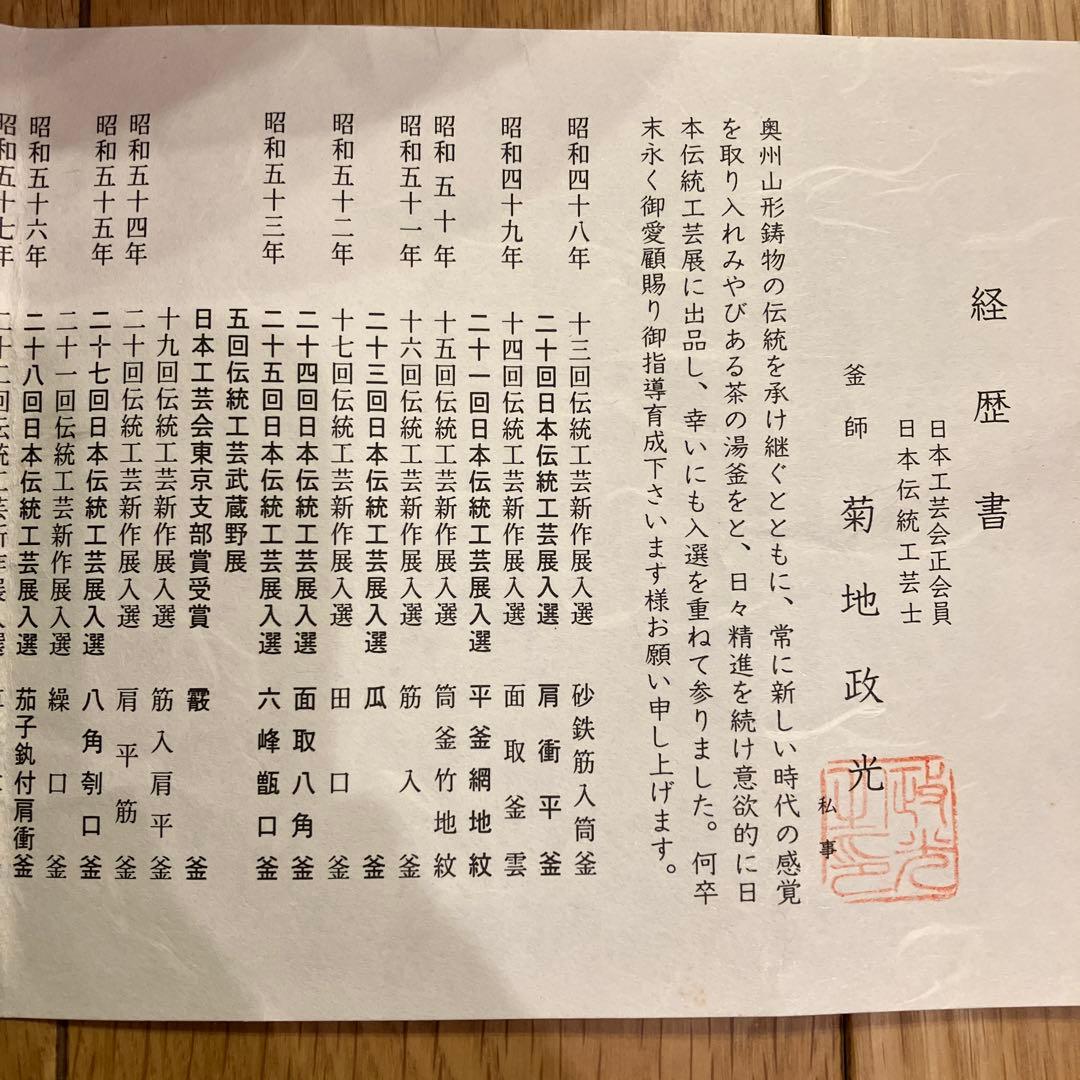 経歴書
日本工芸会正会員
日本伝統工芸士
釜師 菊地政光
私事
奥州山形鋳物の伝統を承け継ぐとともに、常に新しい時代の感覚
を取り入れみやびある茶の湯釜をと、日々精進を続け意欲的に日
本伝統工芸展に出品し、幸いにも入選を重ねて参りました。何卒
末永く御愛顧賜り御指導育成下さいます様お願い申し上げます。
昭和四十八年 十三回伝統工芸新作展入選 砂鉄筋入筒釜
二十回日本伝統工芸展入選 肩衝平釜
昭和四十九年 十四回伝統工芸新作展入選 面取釜雲
二十一回日本伝統工芸展入選 平釜網地紋
昭和五十年 十五回伝統工芸新作展入選 筒釜竹地紋
昭和五十一年 十六回伝統工芸新作展入選 筋入釜
二十三回日本伝統工芸展入選 瓜釜
昭和五十二年 十七回伝統工芸新作展入選 田口釜
二十四回日本伝統工芸展入選 面取八角釜
昭和五十三年 二十五回日本伝統工芸展入選 六峰甑口釜
五回伝統工芸武蔵野展
日本工芸会東京支部賞受賞 霰釜
昭和五十四年 十九回伝統工芸新作展入選 筋入肩平釜
昭和五十五年 二十回伝統工芸新作展入選 肩平筋釜
二十七回日本伝統工芸展入選 八角刳口釜
昭和五十六年 二十一回伝統工芸新作展入選 繰口釜
二十八回日本伝統工芸展入選 茄子釻付肩衝釜
昭和五十七年 二十二回伝統工芸新作展入選